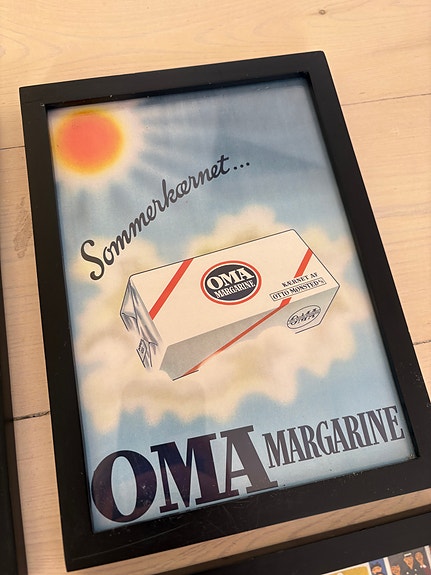 Sommerkærnet...
OMA
MARGARINE
KÆRNET AF
OTTO MØNSTED'S
OMA
OMA MARGARINE